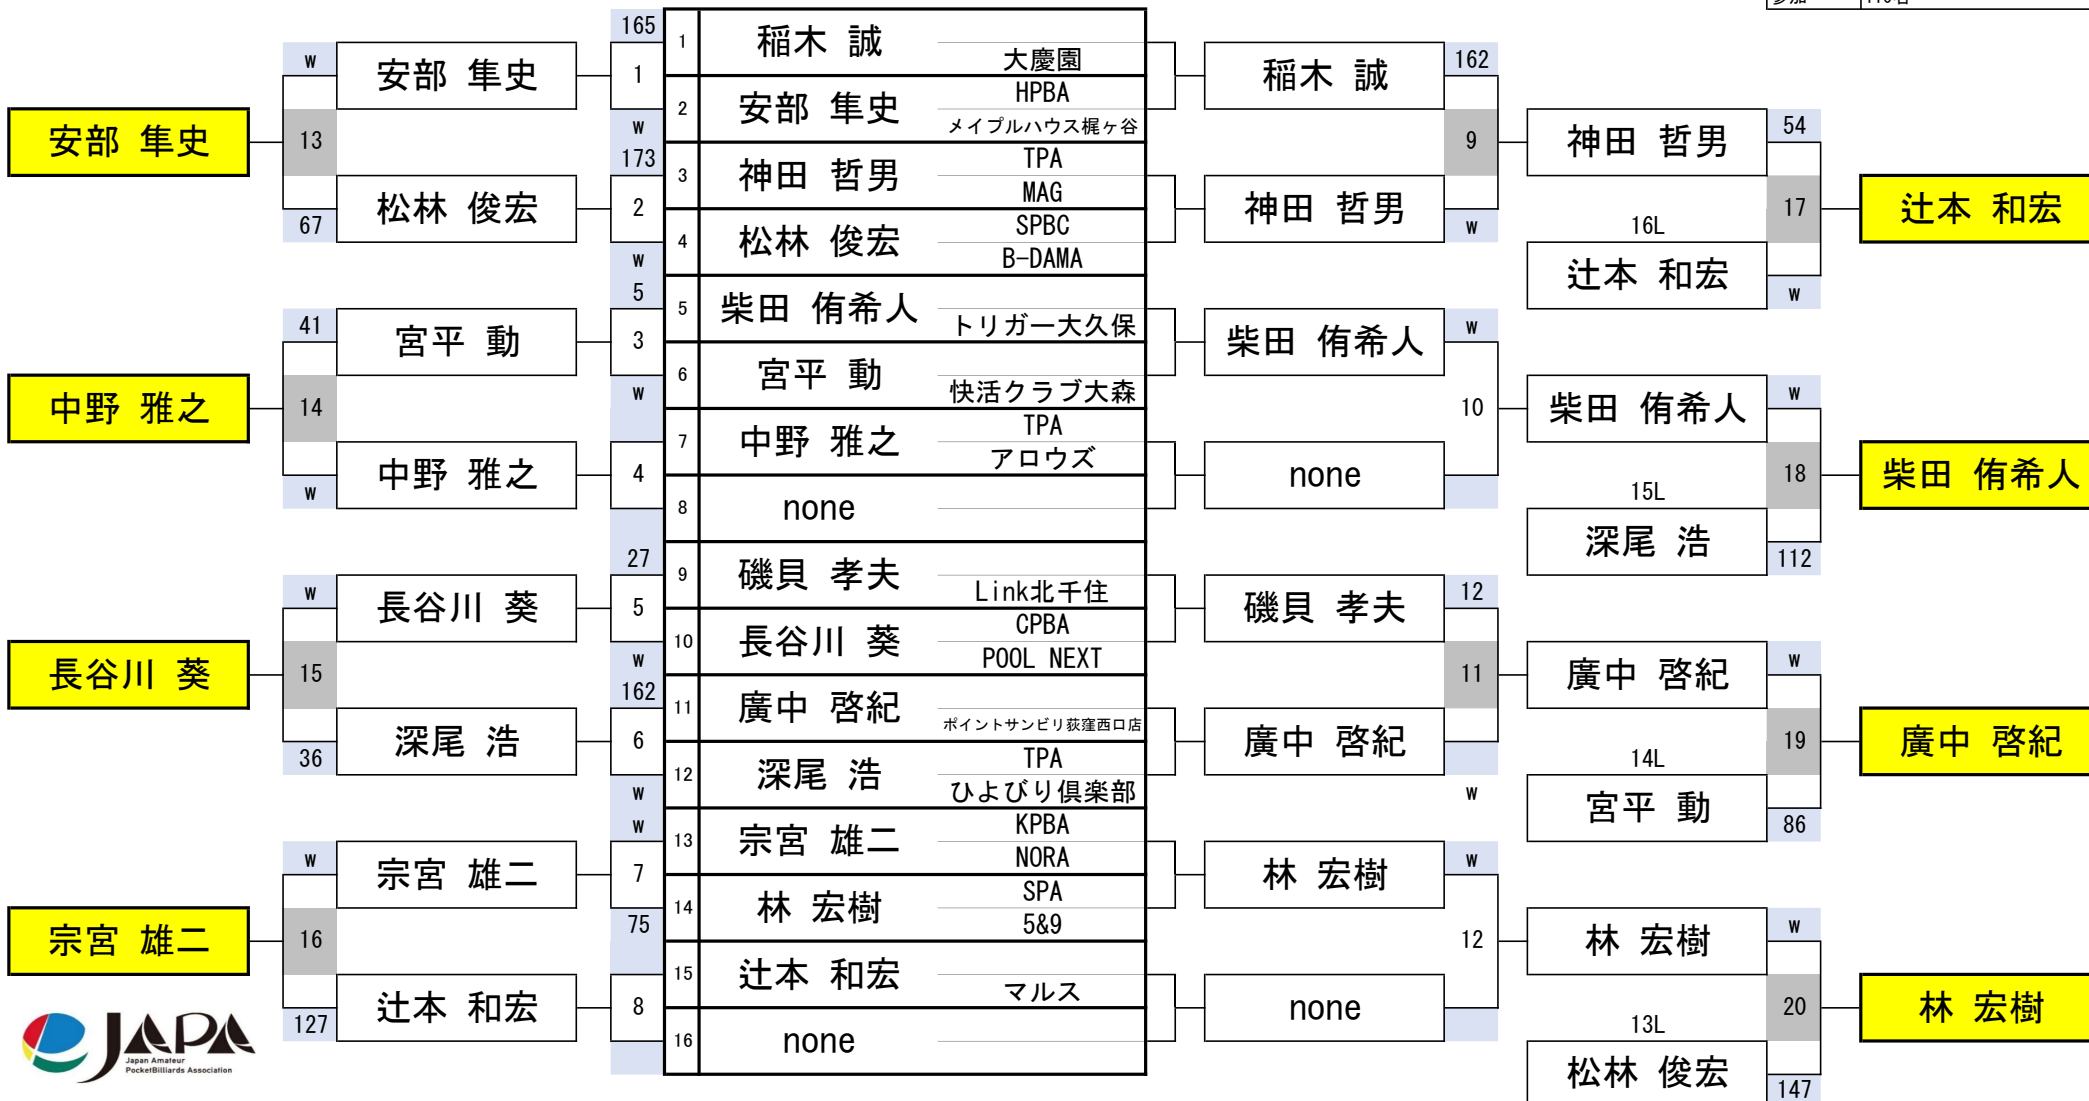 165
1 稲木 誠
大慶園
W 安部 隼史 1 稲木 誠 162
2 安部 隼史 HPBA
メイプルハウス梶ヶ谷
W
安部 隼史 13 9 神田 哲男 54
173
3 神田 哲男 TPA
MAG
松林 俊宏 2 神田 哲男 17 辻本 和宏
67 W 16L
4 松林 俊宏 SPBC
B-DAMA
W 辻本 和宏 W
5
5 柴田 侑希人
トリガー大久保
41 宮平 動 3 柴田 侑希人 W
6 宮平 動
快活クラブ大森
W
中野 雅之 14 10 柴田 侑希人 W
7 中野 雅之 TPA
アロウズ
中野 雅之 4 none 18 柴田 侑希人
W 15L
8 none
深尾 浩 112
27
9 磯貝 孝夫
Link北千住
W 長谷川 葵 5 磯貝 孝夫 12
10 長谷川 葵 CPBA
POOL NEXT
W
長谷川 葵 15 11 廣中 啓紀 W
162
11 廣中 啓紀
ポイントサンビリ荻窪西口店
深尾 浩 6 廣中 啓紀 19 廣中 啓紀
36 14L
12 深尾 浩 TPA
ひよびり倶楽部
W W 宮平 動 86
W
13 宗宮 雄二 KPBA
NORA
W 宗宮 雄二 7 林 宏樹 W
14 林 宏樹 SPA
5&9
75
宗宮 雄二 16 12 林 宏樹 W
15 辻本 和宏
マルス
辻本 和宏 8 none 20 林 宏樹
127 13L
16 none
松林 俊宏 147
JAPA
Japan Amateur
PocketBilliards Association